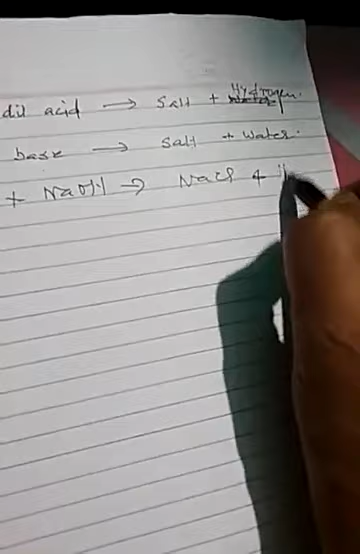 dil acid → Salt + Hydrogen.
base → Salt + Water.
+ NaOH → NaCl + H